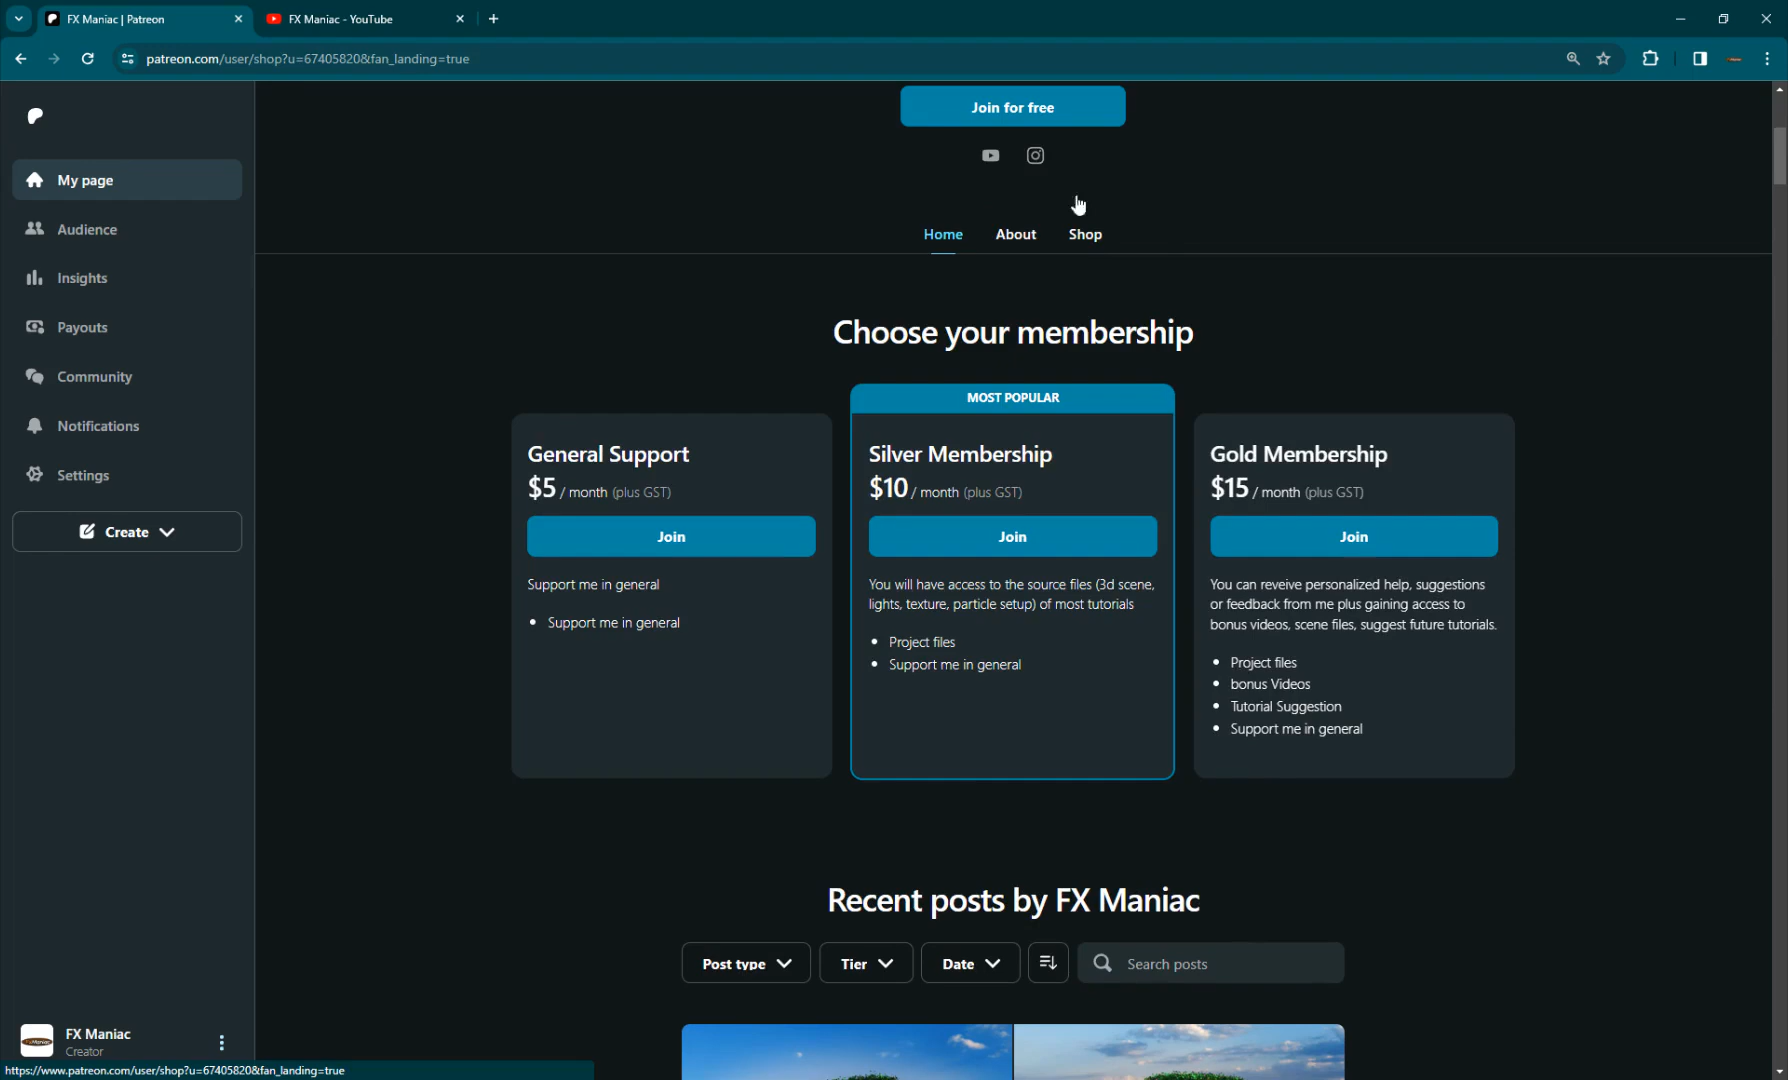 FX Maniac | Patreon
FX Maniac - YouTube
patreon.com/user/shop?u=67405820&fan_landing=true
Join for free
My page
Audience
Insights
Payouts
Community
Notifications
Settings
Create
Home
About
Shop
Choose your membership
General Support
$5 / month (plus GST)
Join
Support me in general
• Support me in general
MOST POPULAR
Silver Membership
$10 / month (plus GST)
Join
You will have access to the source files (3d scene,
lights, texture, particle setup) of most tutorials
• Project files
• Support me in general
Gold Membership
$15 / month (plus GST)
Join
You can reveive personalized help, suggestions
or feedback from me plus gaining access to
bonus videos, scene files, suggest future tutorials.
• Project files
• bonus Videos
• Tutorial Suggestion
• Support me in general
Recent posts by FX Maniac
Post type
Tier
Date
Search posts
FX Maniac
Creator
https://www.patreon.com/user/shop?u=67405820&fan_landing=true